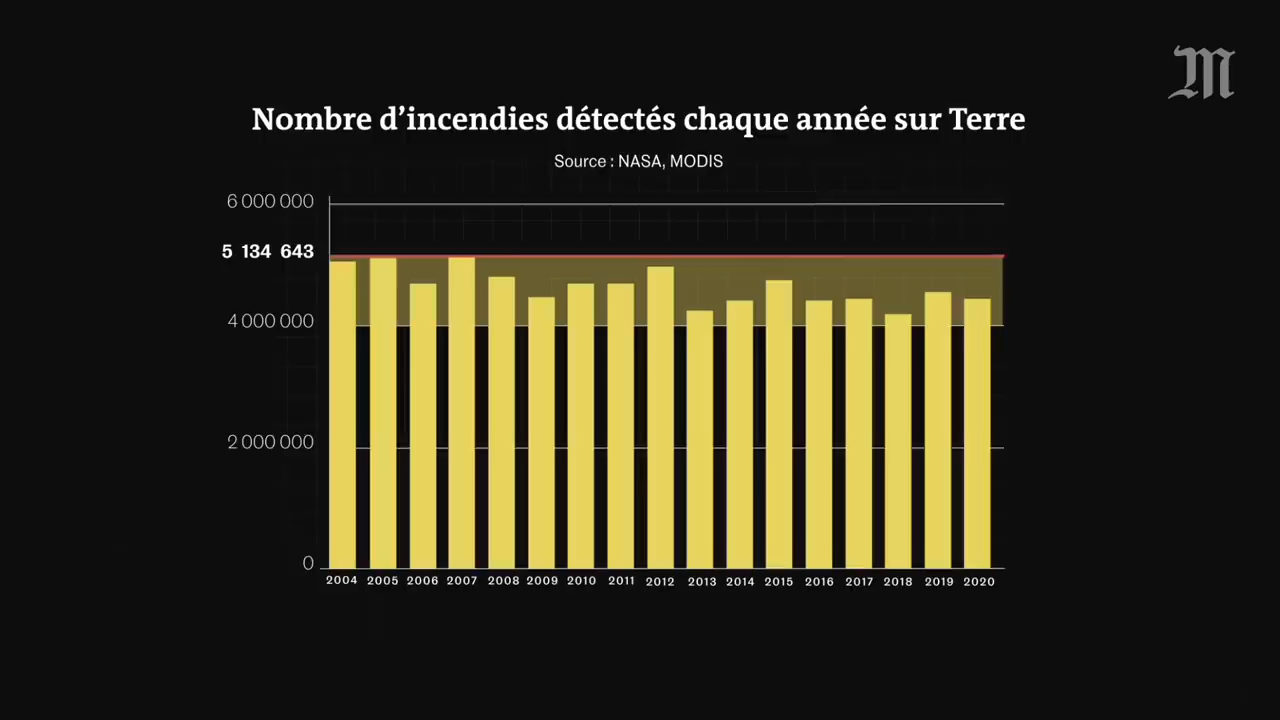 M
Nombre d’incendies détectés chaque année sur Terre
Source : NASA, MODIS
6 000 000
5 134 643
4 000 000
2 000 000
0
2004 2005 2006 2007 2008 2009 2010 2011 2012 2013 2014 2015 2016 2017 2018 2019 2020